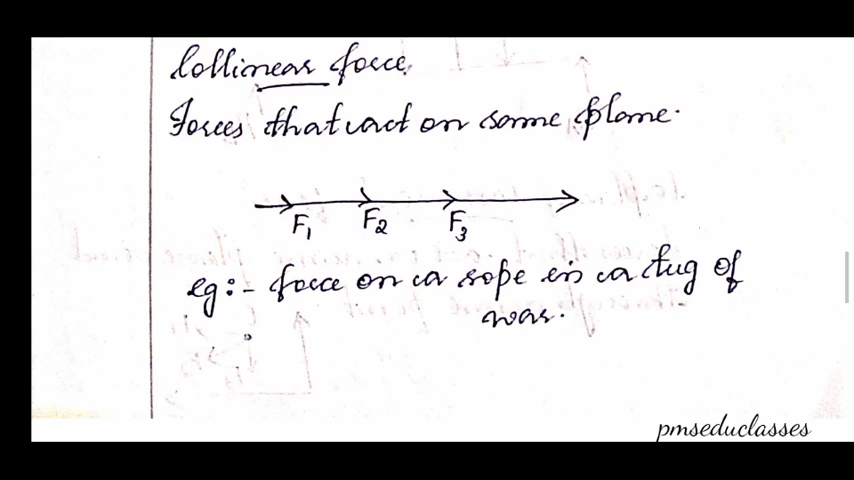 Collinear force.
Forces that act on same plane.
F1 F2 F3
eg:- force on a rope in a tug of
war.
pmseduclasses